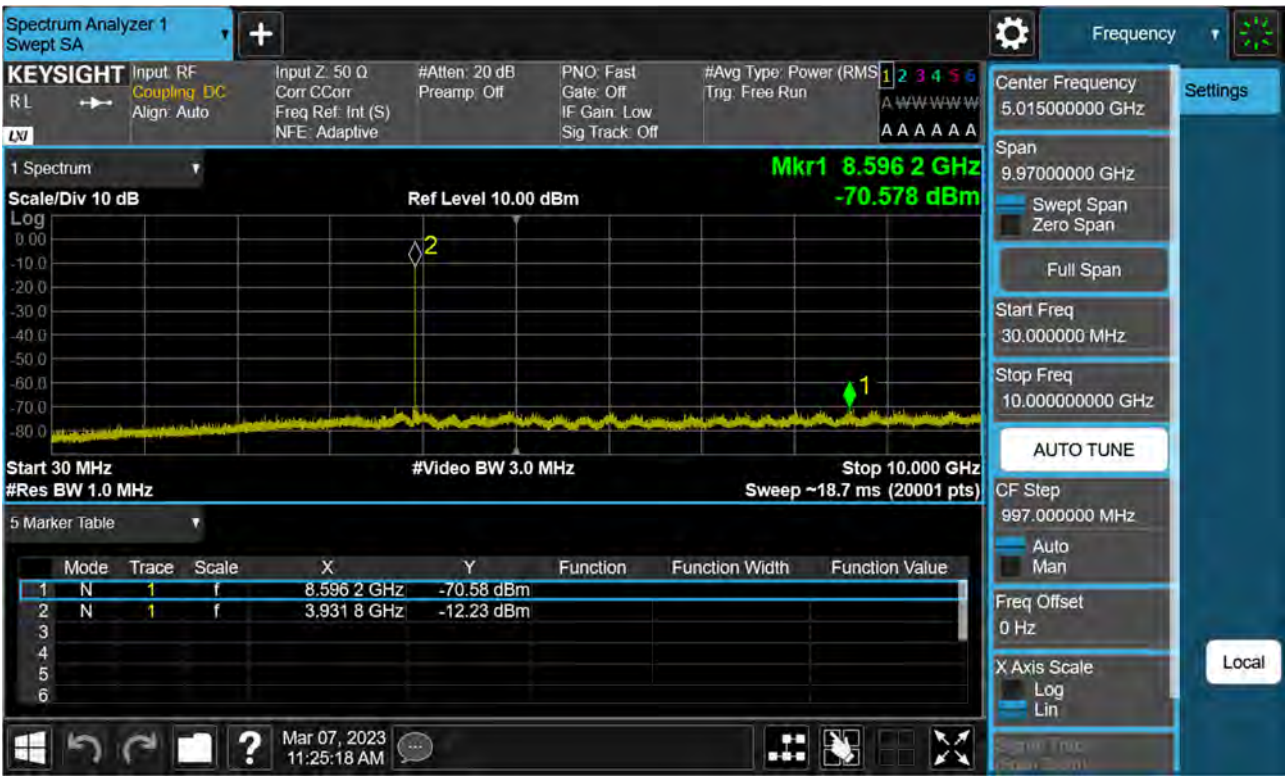 Spectrum Analyzer 1
Swept SA
+
Frequency
KEYSIGHT
R L
LXI
Input: RF
Coupling: DC
Align: Auto
Input Z: 50 Ω
Corr CCorr
Freq Ref: Int (S)
NFE: Adaptive
#Atten: 20 dB
Preamp: Off
PNO: Fast
Gate: Off
IF Gain: Low
Sig Track: Off
#Avg Type: Power (RMS
Trig: Free Run
1 2 3 4 5 6
A W W W W W
A A A A A A
1 Spectrum
Scale/Div 10 dB
Ref Level 10.00 dBm
Mkr1 8.596 2 GHz
-70.578 dBm
Log
0.00
-10.0
-20.0
-30.0
-40.0
-50.0
-60.0
-70.0
-80.0
2
1
Start 30 MHz
#Video BW 3.0 MHz
Stop 10.000 GHz
#Res BW 1.0 MHz
Sweep ~18.7 ms (20001 pts)
5 Marker Table
Mode Trace Scale X Y Function Function Width Function Value
1 N 1 f 8.596 2 GHz -70.58 dBm
2 N 1 f 3.931 8 GHz -12.23 dBm
3
4
5
6
Mar 07, 2023
11:25:18 AM
?
Center Frequency
5.015000000 GHz
Settings
Span
9.97000000 GHz
Swept Span
Zero Span
Full Span
Start Freq
30.000000 MHz
Stop Freq
10.000000000 GHz
AUTO TUNE
CF Step
997.000000 MHz
Auto
Man
Freq Offset
0 Hz
X Axis Scale
Log
Lin
Local